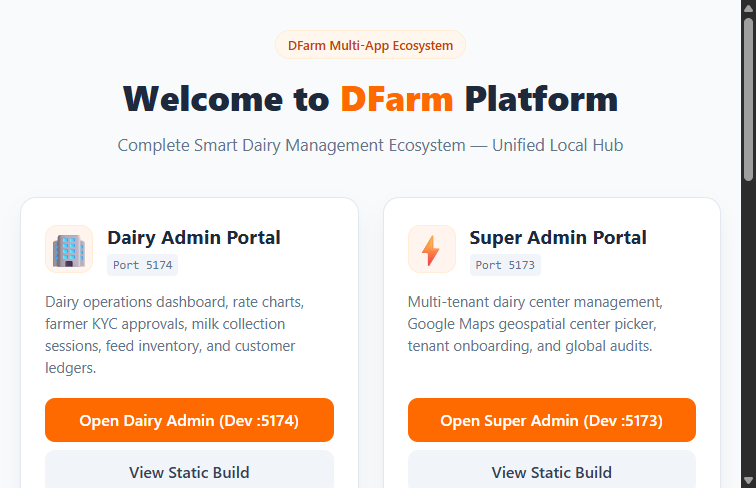 DFarm Multi-App Ecosystem
Welcome to DFarm Platform
Complete Smart Dairy Management Ecosystem — Unified Local Hub
Dairy Admin Portal
Port 5174
Dairy operations dashboard, rate charts,
farmer KYC approvals, milk collection
sessions, feed inventory, and customer
ledgers.
Open Dairy Admin (Dev :5174)
View Static Build
Super Admin Portal
Port 5173
Multi-tenant dairy center management,
Google Maps geospatial center picker,
tenant onboarding, and global audits.
Open Super Admin (Dev :5173)
View Static Build